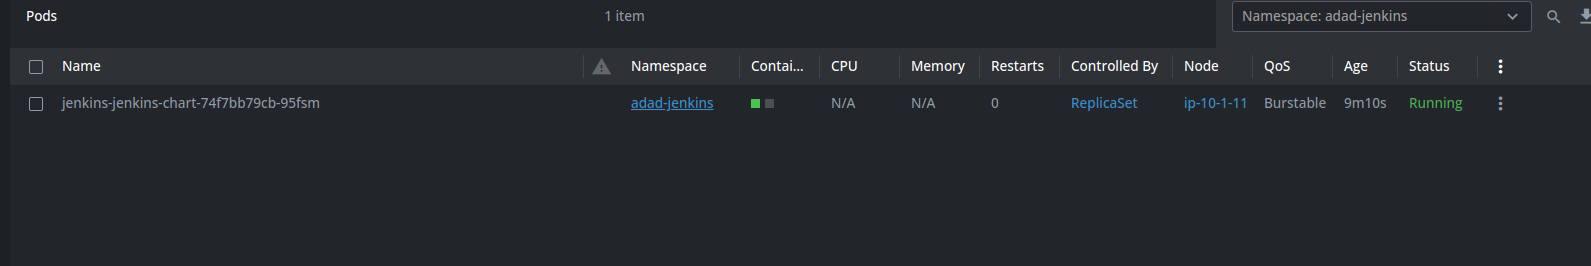 Pods 1 item Namespace: adad-jenkins
Name Namespace Contai... CPU Memory Restarts Controlled By Node QoS Age Status
jenkins-jenkins-chart-74f7bb79cb-95fsm adad-jenkins N/A N/A 0 ReplicaSet ip-10-1-11 Burstable 9m10s Running